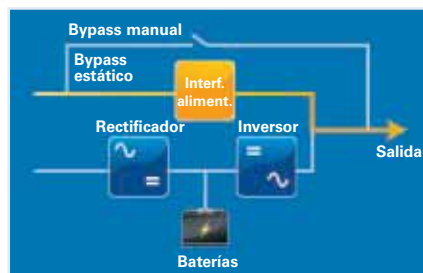 Bypass manual
Bypass
estático
Interf.
aliment.
Rectificador
Inversor
Salida
Baterías